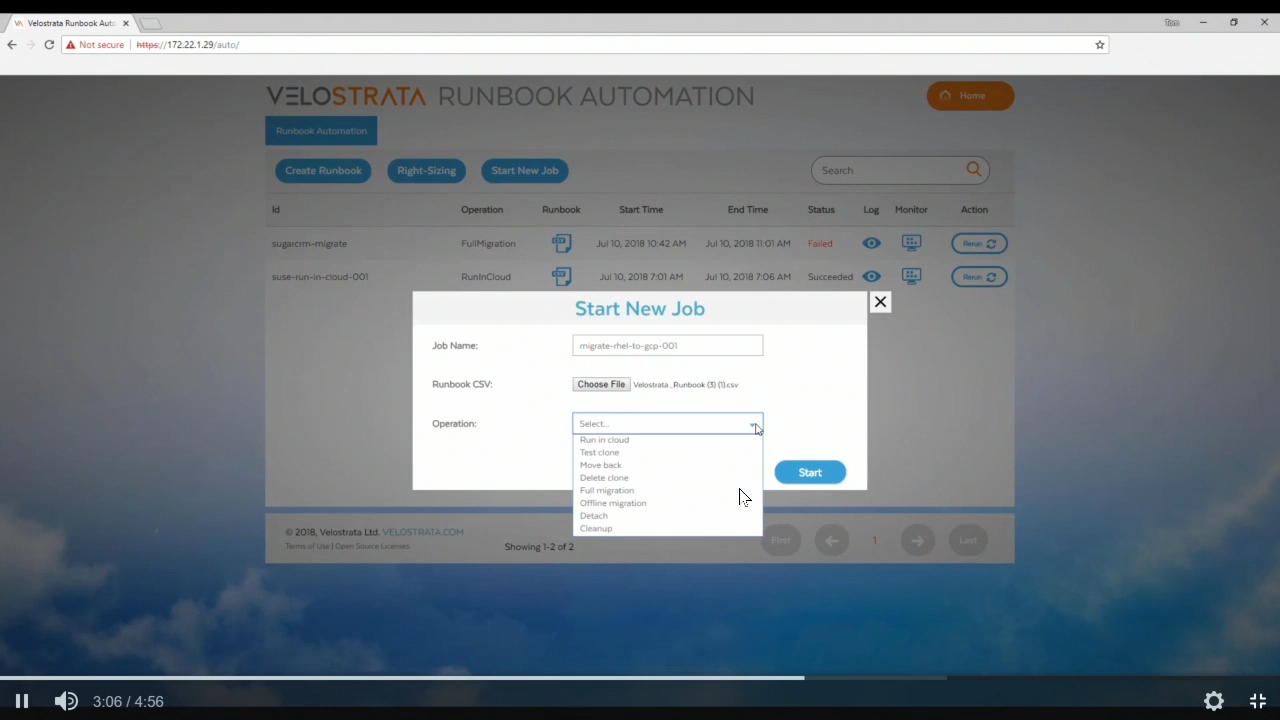 Velostrata Runbook Auto
Tom
Not secure | https://172.22.1.29/auto/
VELOSTRATA RUNBOOK AUTOMATION
Home
Runbook Automation
Create Runbook
Right-Sizing
Start New Job
Search
Id Operation Runbook Start Time End Time Status Log Monitor Action
sugarcrm-migrate FullMigration Jul 10, 2018 10:42 AM Jul 10, 2018 11:01 AM Failed Rerun
suse-run-in-cloud-001 RunInCloud Jul 10, 2018 7:01 AM Jul 10, 2018 7:06 AM Succeeded Rerun
Start New Job
Job Name: migrate-rhel-to-gcp-001
Runbook CSV: Choose File Velostrata_Runbook (3) (1).csv
Operation: Select...
Run in cloud
Test clone
Move back
Delete clone
Full migration
Offline migration
Detach
Cleanup
Start
© 2018, Velostrata Ltd. VELOSTRATA.COM
Terms of Use | Open Source Licenses
Showing 1-2 of 2
First 1 Last
3:06 / 4:56